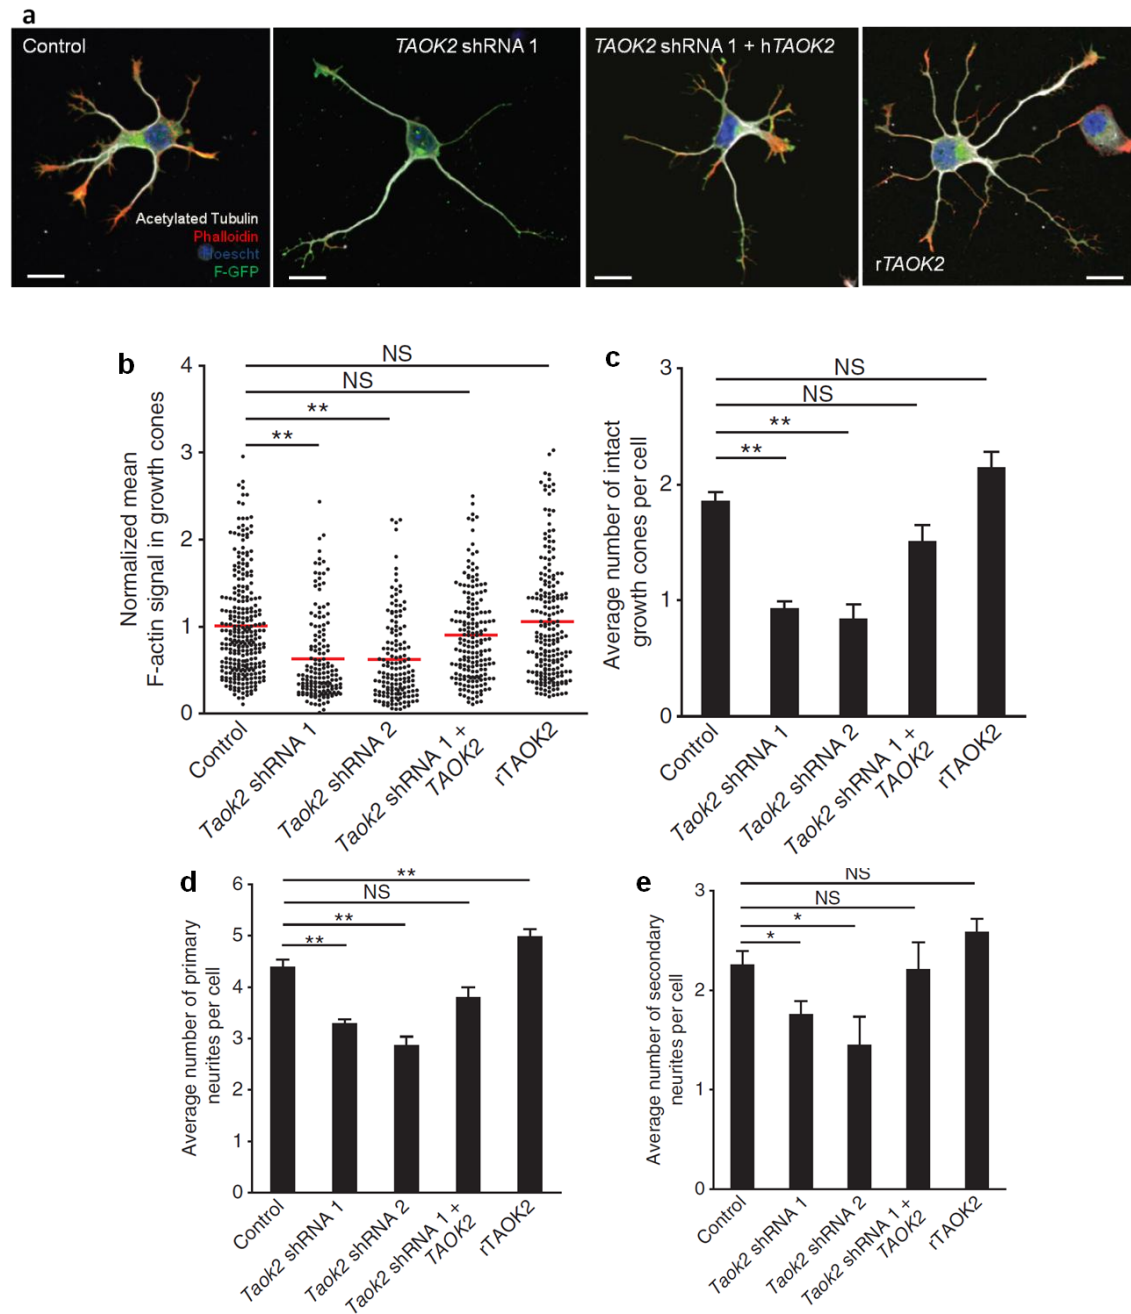 a
Control
TAOK2 shRNA 1
TAOK2 shRNA 1 + hTAOK2
rTAOK2
Acetylated Tubulin
Phalloidin
Hoescht
F-GFP
b
Normalized mean
F-actin signal in growth cones
4
3
2
1
0
NS
NS
**
**
Control
Taok2 shRNA 1
Taok2 shRNA 2
Taok2 shRNA 1 +
TAOK2
rTAOK2
c
Average number of intact
growth cones per cell
3
2
1
0
NS
NS
**
**
Control
Taok2 shRNA 1
Taok2 shRNA 2
Taok2 shRNA 1 +
TAOK2
rTAOK2
d
Average number of primary
neurites per cell
6
5
4
3
2
1
0
**
NS
**
**
Control
Taok2 shRNA 1
Taok2 shRNA 2
Taok2 shRNA 1 +
TAOK2
rTAOK2
e
Average number of secondary
neurites per cell
3
2
1
0
NS
NS
*
*
Control
Taok2 shRNA 1
Taok2 shRNA 2
Taok2 shRNA 1 +
TAOK2
rTAOK2